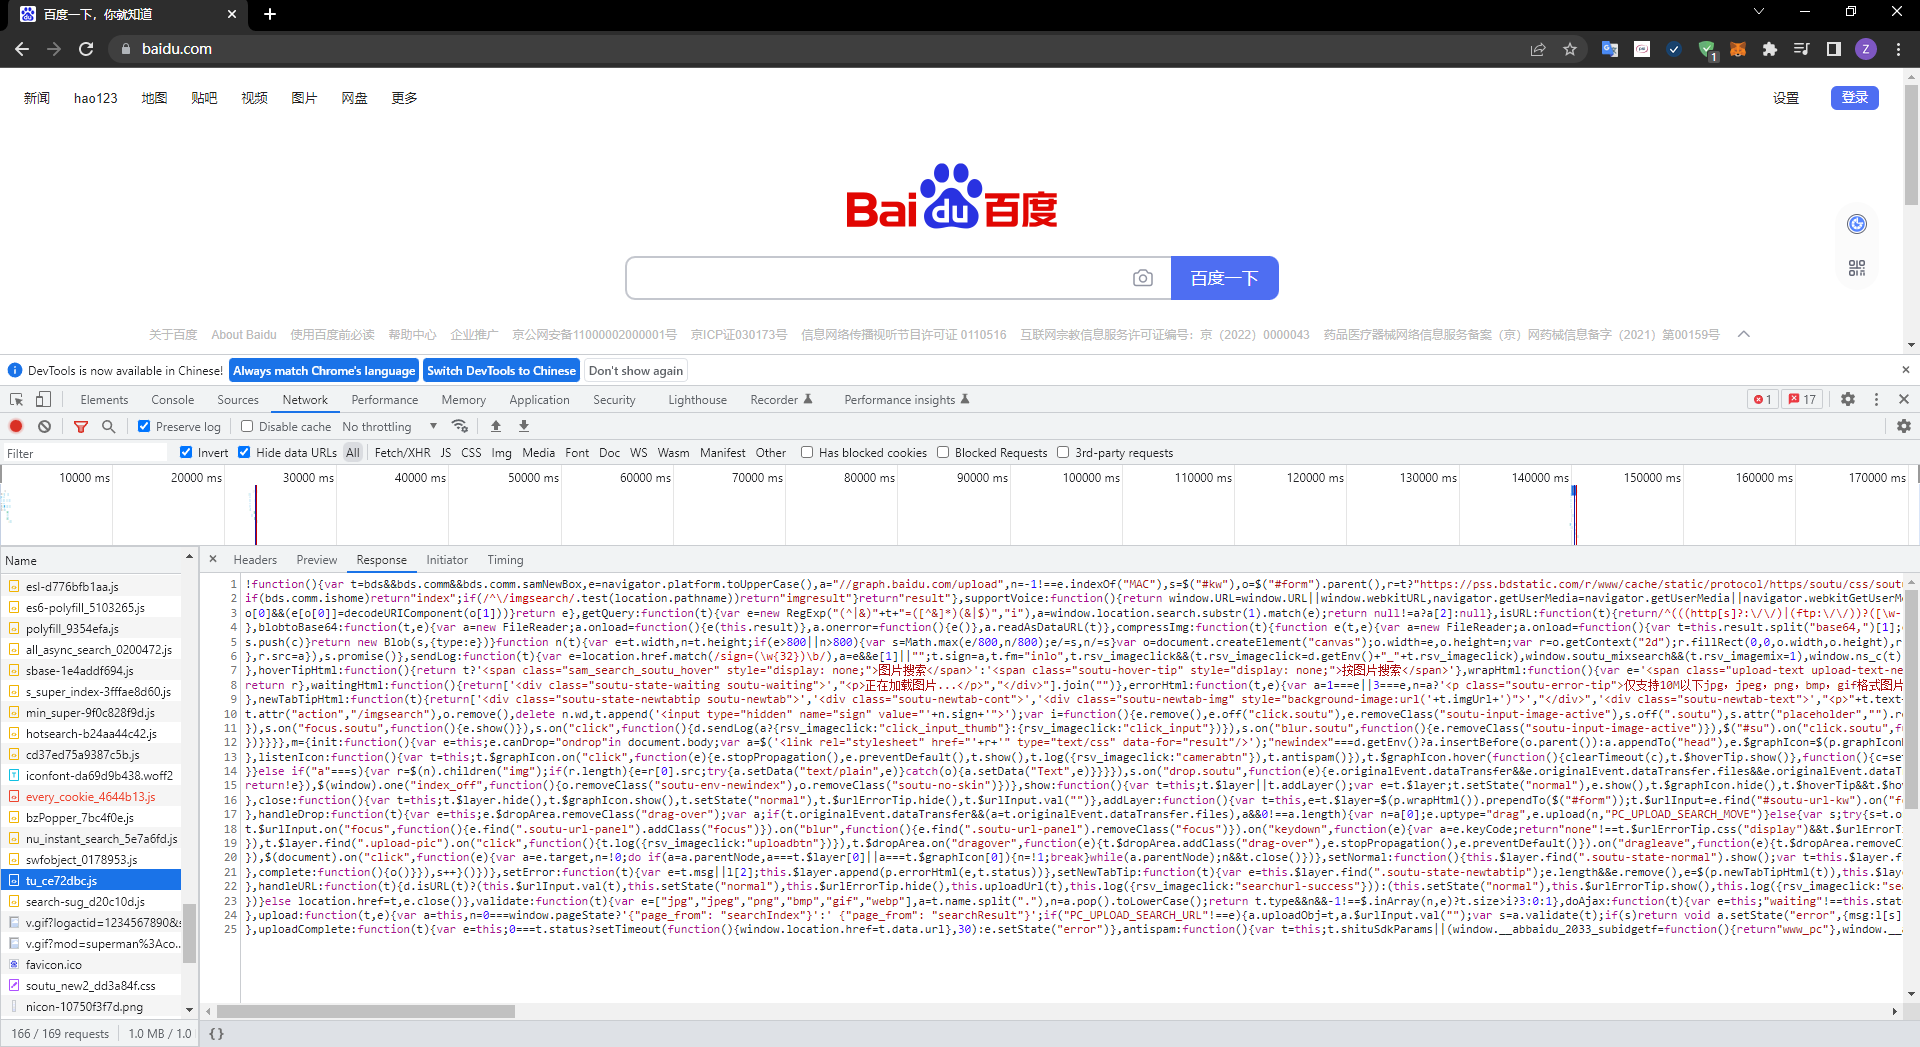 百度一下，你就知道
baidu.com
新闻 hao123 地图 贴吧 视频 图片 网盘 更多 设置 登录
Bai du 百度
百度一下
关于百度 About Baidu 使用百度前必读 帮助中心 企业推广 京公网安备11000002000001号 京ICP证030173号 信息网络传播视听节目许可证 0110516 互联网宗教信息服务许可证编号：京（2022）0000043 药品医疗器械网络信息服务备案（京）网药械信息备字（2021）第00159号
DevTools is now available in Chinese! Always match Chrome's language Switch DevTools to Chinese Don't show again
Elements Console Sources Network Performance Memory Application Security Lighthouse Recorder Performance insights 1 17
Preserve log Disable cache No throttling
Filter Invert Hide data URLs All Fetch/XHR JS CSS Img Media Font Doc WS Wasm Manifest Other Has blocked cookies Blocked Requests 3rd-party requests
10000 ms 20000 ms 30000 ms 40000 ms 50000 ms 60000 ms 70000 ms 80000 ms 90000 ms 100000 ms 110000 ms 120000 ms 130000 ms 140000 ms 150000 ms 160000 ms 170000 ms
Name
esl-d776bfb1aa.js
es6-polyfill_5103265.js
polyfill_9354efa.js
all_async_search_0200472.js
sbase-1e4addf694.js
s_super_index-3fffae8d60.js
min_super-9f0c828f9d.js
hotsearch-b24aa44c42.js
cd37ed75a9387c5b.js
iconfont-da69d9b438.woff2
every_cookie_4644b13.js
bzPopper_7bc4f0e.js
nu_instant_search_5e7a6fd.js
swfobject_0178953.js
tu_ce72dbc.js
search-sug_d20c10d.js
v.gif?logactid=1234567890&s
v.gif?mod=superman%3Aco...
favicon.ico
soutu_new2_dd3a84f.css
nicon-10750f3f7d.png
166 / 169 requests 1.0 MB / 1.0
Headers Preview Response Initiator Timing
1 !function(){var t=bds&&bds.comm&&bds.comm.samNewBox,e=navigator.platform.toUpperCase(),a="//graph.baidu.com/upload",n=-1!==e.indexOf("MAC"),s=$("#kw"),o=$("#form").parent(),r=t?"https://pss.bdstatic.com/r/www/cache/static/protocol/https/soutu/css/sout
2 if(bds.comm.ishome)return"index";if(/^\/imgsearch/.test(location.pathname))return"imgresult"}return"result"},supportVoice:function(){return window.URL=window.URL||window.webkitURL,navigator.getUserMedia=navigator.getUserMedia||navigator.webkitGetUserM
3 o[0]&&(e[o[0]]=decodeURIComponent(o[1]))}return e},getQuery:function(t){var e=new RegExp("(^|&)"+t+"=([^&]*)(&|$)","i"),a=window.location.search.substr(1).match(e);return null!=a?a[2]:null},isURL:function(t){return/^(((http[s]?:\/\/)|(ftp:\/\/))?([\w-
4 },blobtoBase64:function(t,e){var a=new FileReader;a.onload=function(){e(this.result)},a.onerror=function(){e()},a.readAsDataURL(t)},compressImg:function(t){function e(t,e){var a=new FileReader;a.onload=function(){var t=this.result.split("base64,")[1];
5 s.push(c)}return new Blob(s,{type:e})}function n(t){var e=t.width,n=t.height;if(e>800||n>800){var s=Math.max(e/800,n/800);e/=s,n/=s}var o=document.createElement("canvas");o.width=e,o.height=n;var r=o.getContext("2d");r.fillRect(0,0,o.width,o.height),r
6 },r.src=a}),s.promise()},sendLog:function(t){var e=location.href.match(/sign=(\w{32})\b/),a=e&&e[1]||"";t.sign=a,t.fm="inlo",t.rsv_imageclick&&(t.rsv_imageclick=d.getEnv()+"_"+t.rsv_imageclick),window.soutu_mixsearch&&(t.rsv_imagemix=1),window.ns_c(t)
7 },hoverTipHtml:function(){return t?'<span class="sam_search_soutu_hover" style="display: none;">图片搜索</span>':'<span class="soutu-hover-tip" style="display: none;">按图片搜索</span>'},wrapHtml:function(){var e='<span class="upload-text upload-text-ne
8 return r},waitingHtml:function(){return['<div class="soutu-state-waiting soutu-waiting">',"<p>正在加载图片...</p>","</div>"].join("")},errorHtml:function(t,e){var a=1===e||3===e,n=a?'<p class="soutu-error-tip">仅支持10M以下jpg，jpeg，png，bmp，gif格式图片
9 },newTabTipHtml:function(t){return['<div class="soutu-state-newtabtip soutu-newtab">','<div class="soutu-newtab-cont">','<div class="soutu-newtab-img" style="background-image:url('+t.imgUrl+')">',"</div>",'<div class="soutu-newtab-text">',"<p>"+t.text
10 t.attr("action","/imgsearch"),o.remove(),delete n.wd,t.append('<input type="hidden" name="sign" value="'+n.sign+'">');var i=function(){e.remove(),e.off("click.soutu"),e.removeClass("soutu-input-image-active"),s.off(".soutu"),s.attr("placeholder","").r
11 }),s.on("focus.soutu",function(){e.show()}),s.on("click",function(){d.sendLog(a?{rsv_imageclick:"click_input_thumb"}:{rsv_imageclick:"click_input"})}),s.on("blur.soutu",function(){e.removeClass("soutu-input-image-active")}),$("#su").on("click.soutu",f
12 })}}}},m={init:function(){var e=this;e.canDrop="ondrop"in document.body;var a=$('<link rel="stylesheet" href="'+r+'" type="text/css" data-for="result"/>');"newindex"===d.getEnv()?a.insertBefore(o.parent()):a.appendTo("head"),e.$graphIcon=$(p.graphIcon
13 },listenIcon:function(){var t=this;t.$graphIcon.on("click",function(e){e.stopPropagation(),e.preventDefault(),t.show(),t.log({rsv_imageclick:"camerabtn"}),t.antispam()}),t.$graphIcon.hover(function(){clearTimeout(c),t.$hoverTip.show()},function(){c=set
14 }}else if("a"===s){var r=$(n).children("img");if(r.length){e=r[0].src;try{a.setData("text/plain",e)}catch(o){a.setData("Text",e)}}}}}),s.on("drop.soutu",function(e){e.originalEvent.dataTransfer&&e.originalEvent.dataTransfer.files&&e.originalEvent.dataT
15 return!e}),$(window).one("index_off",function(){o.removeClass("soutu-env-newindex"),o.removeClass("soutu-no-skin")})},show:function(){var t=this;t.$layer||t.addLayer();var e=t.$layer;t.setState("normal"),e.show(),t.$graphIcon.hide(),t.$hoverTip&&t.$ho
16 },close:function(){var t=this;t.$layer.hide(),t.$graphIcon.show(),t.setState("normal"),t.$urlErrorTip.hide(),t.$urlInput.val("")},addLayer:function(){var t=this,e=t.$layer=$(p.wrapHtml()).prependTo($("#form"));t.$urlInput=e.find("#soutu-url-kw").on("f
17 },handleDrop:function(t){var e=this;e.$dropArea.removeClass("drag-over");var a;if(t.dataTransfer&&(a=t.dataTransfer.files),a&&0!==a.length){var n=a[0];e.uptype="drag",e.upload(n,"PC_UPLOAD_SEARCH_MOVE")}else{var s;try{s=t.o
18 t.$urlInput.on("focus",function(){e.find(".soutu-url-panel").addClass("focus")}).on("blur",function(){e.find(".soutu-url-panel").removeClass("focus")}).on("keydown",function(e){var a=e.keyCode;return"none"!==t.$urlErrorTip.css("display")&&t.$urlErrorT
19 }),t.$layer.find(".upload-pic").on("click",function(){t.log({rsv_imageclick:"uploadbtn"})}),t.$dropArea.on("dragover",function(e){t.$dropArea.addClass("drag-over"),e.stopPropagation(),e.preventDefault()}).on("dragleave",function(e){t.$dropArea.removeC
20 }),$(document).on("click",function(e){var a=e.target,n=!0;do if(a=a.parentNode,a===t.$layer[0]||a===t.$graphIcon[0]){n=!1;break}while(a.parentNode);n&&t.close()})},setNormal:function(){this.$layer.find(".soutu-state-normal").show();var t=this.$layer.f
21 },complete:function(){o()}}),s++}()})},setError:function(t){var e=t.msg||l[2];this.$layer.append(p.errorHtml(e,t.status))},setNewTabTip:function(t){var e=this.$layer.find(".soutu-state-newtabtip");e.length&&e.remove(),e=$(p.newTabTipHtml(t)),this.$lay
22 },handleURL:function(t){d.isURL(t)?(this.$urlInput.val(t),this.setState("normal"),this.$urlErrorTip.hide(),this.uploadUrl(t),this.log({rsv_imageclick:"searchurl-success"})):(this.setState("normal"),this.$urlErrorTip.show(),this.log({rsv_imageclick:"sea
23 })}else location.href=t,e.close()},validate:function(t){var e=["jpg","jpeg","png","bmp","gif","webp"],a=t.name.split("."),n=a.pop().toLowerCase();return t.type&&n&&-1!==$.inArray(n,e)?t.size>i?3:0:1},doAjax:function(t){var e=this;"waiting"!==this.stat
24 },upload:function(t,e){var a=this,n=0===window.pageState?'{"page_from": "searchIndex"}':' {"page_from": "searchResult"}';if("PC_UPLOAD_SEARCH_URL"!==e){a.uploadObj=t,a.$urlInput.val("");var s=a.validate(t);if(s)return void a.setState("error",{msg:l[s]
25 },uploadComplete:function(t){var e=this;0===t.status?setTimeout(function(){window.location.href=t.data.url},30):e.setState("error")},antispam:function(){var t=this;t.shituSdkParams||(window.__abbaidu_2033_subidgetf=function(){return"www_pc"},window.__
{ }